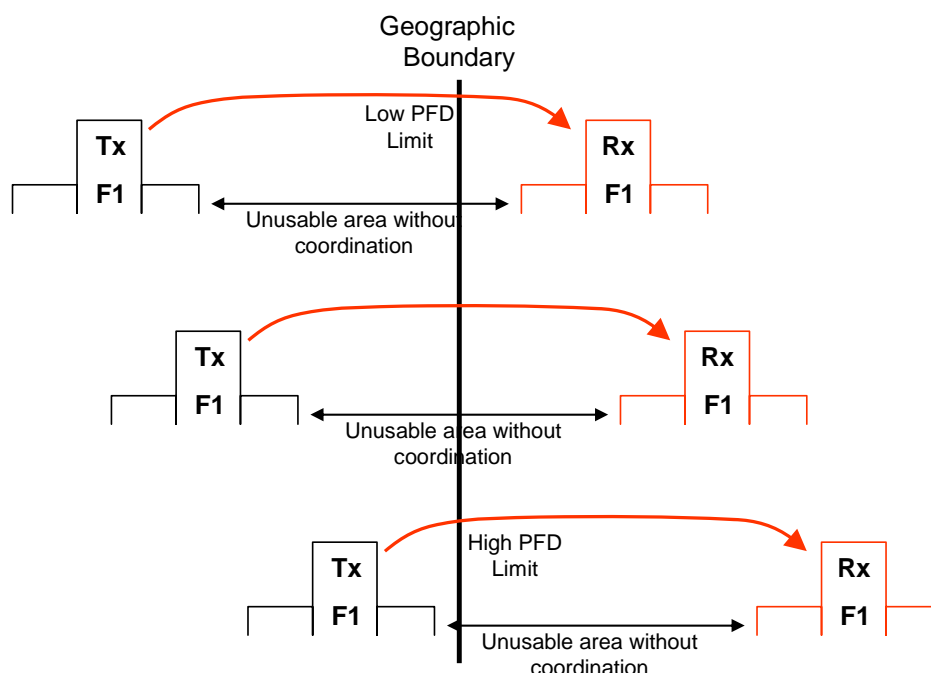 Geographic
Boundary
Low PFD
Limit
Tx
F1
Rx
F1
Unusable area without
coordination
Tx
F1
Rx
F1
Unusable area without
coordination
High PFD
Limit
Tx
F1
Rx
F1
Unusable area without
coordination